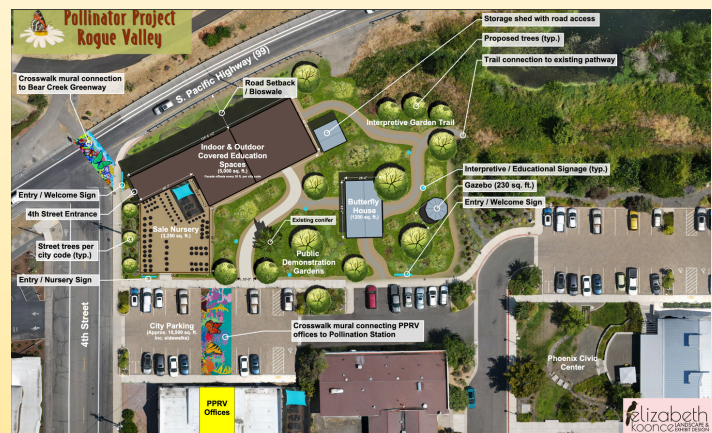 Pollinator Project
Rogue Valley
Crosswalk mural connection
to Bear Creek Greenway
S. Pacific Highway (99)
Road Setback
/ Bioswale
Storage shed with road access
Proposed trees (typ.)
Trail connection to existing pathway
Interpretive Garden Trail
Indoor & Outdoor
Covered Education
Spaces
(5,000 sq. ft.)
Entry / Welcome Sign
4th Street Entrance
Street trees per
city code (typ.)
Entry / Nursery Sign
Sale Nursery
(3,250 sq. ft.)
Existing conifer
Public
Demonstration
Gardens
Butterfly
House
Interpretive / Educational Signage (typ.)
Gazebo (230 sq. ft.)
Entry / Welcome Sign
4th Street
City Parking
inc. sidewalks)
Crosswalk mural connecting PPRV
offices to Pollination Station
PPRV
Offices
Phoenix Civic
Center
elizabeth
koonce LANDSCAPE &
EXHIBIT DESIGN